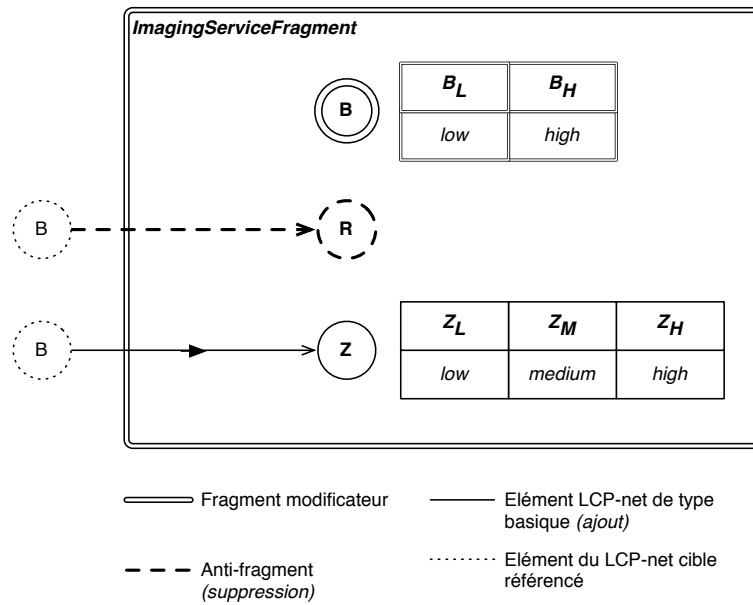 ImagingServiceFragment
B
B_L B_H
low high
B
R
B
Z
Z_L Z_M Z_H
low medium high
Fragment modificateur
Elément LCP-net de type
basique (ajout)
Anti-fragment
(suppression)
Elément du LCP-net cible
référencé